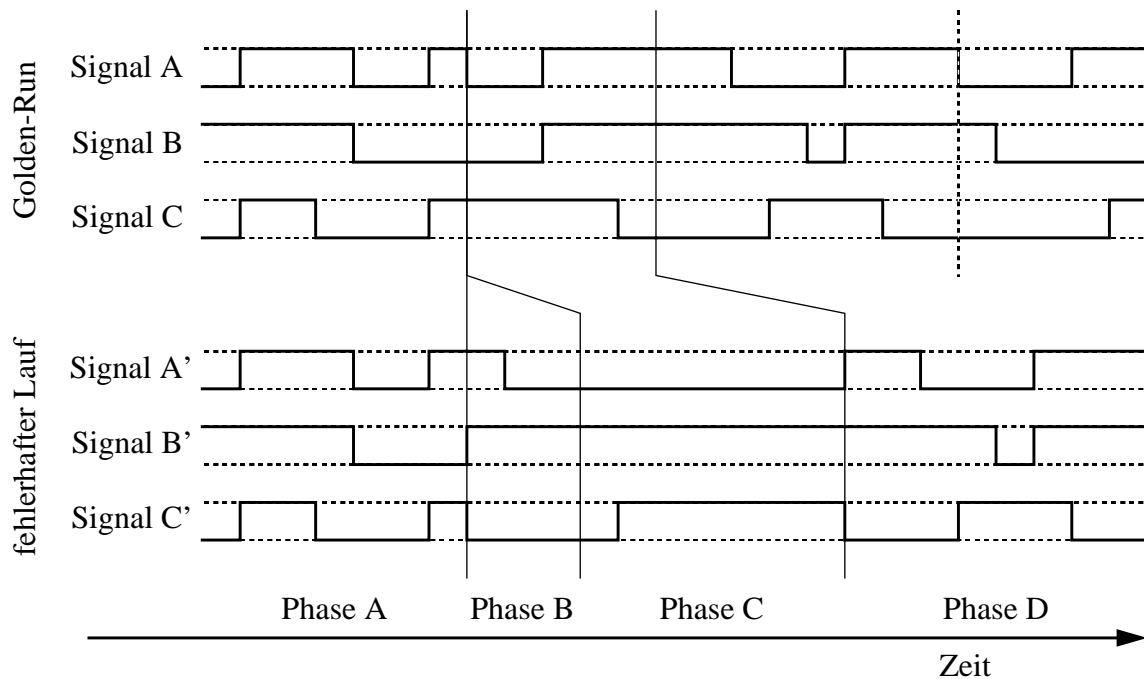 Golden-Run
Signal A
Signal B
Signal C
fehlerhafter Lauf
Signal A’
Signal B’
Signal C’
Phase A
Phase B
Phase C
Phase D
Zeit